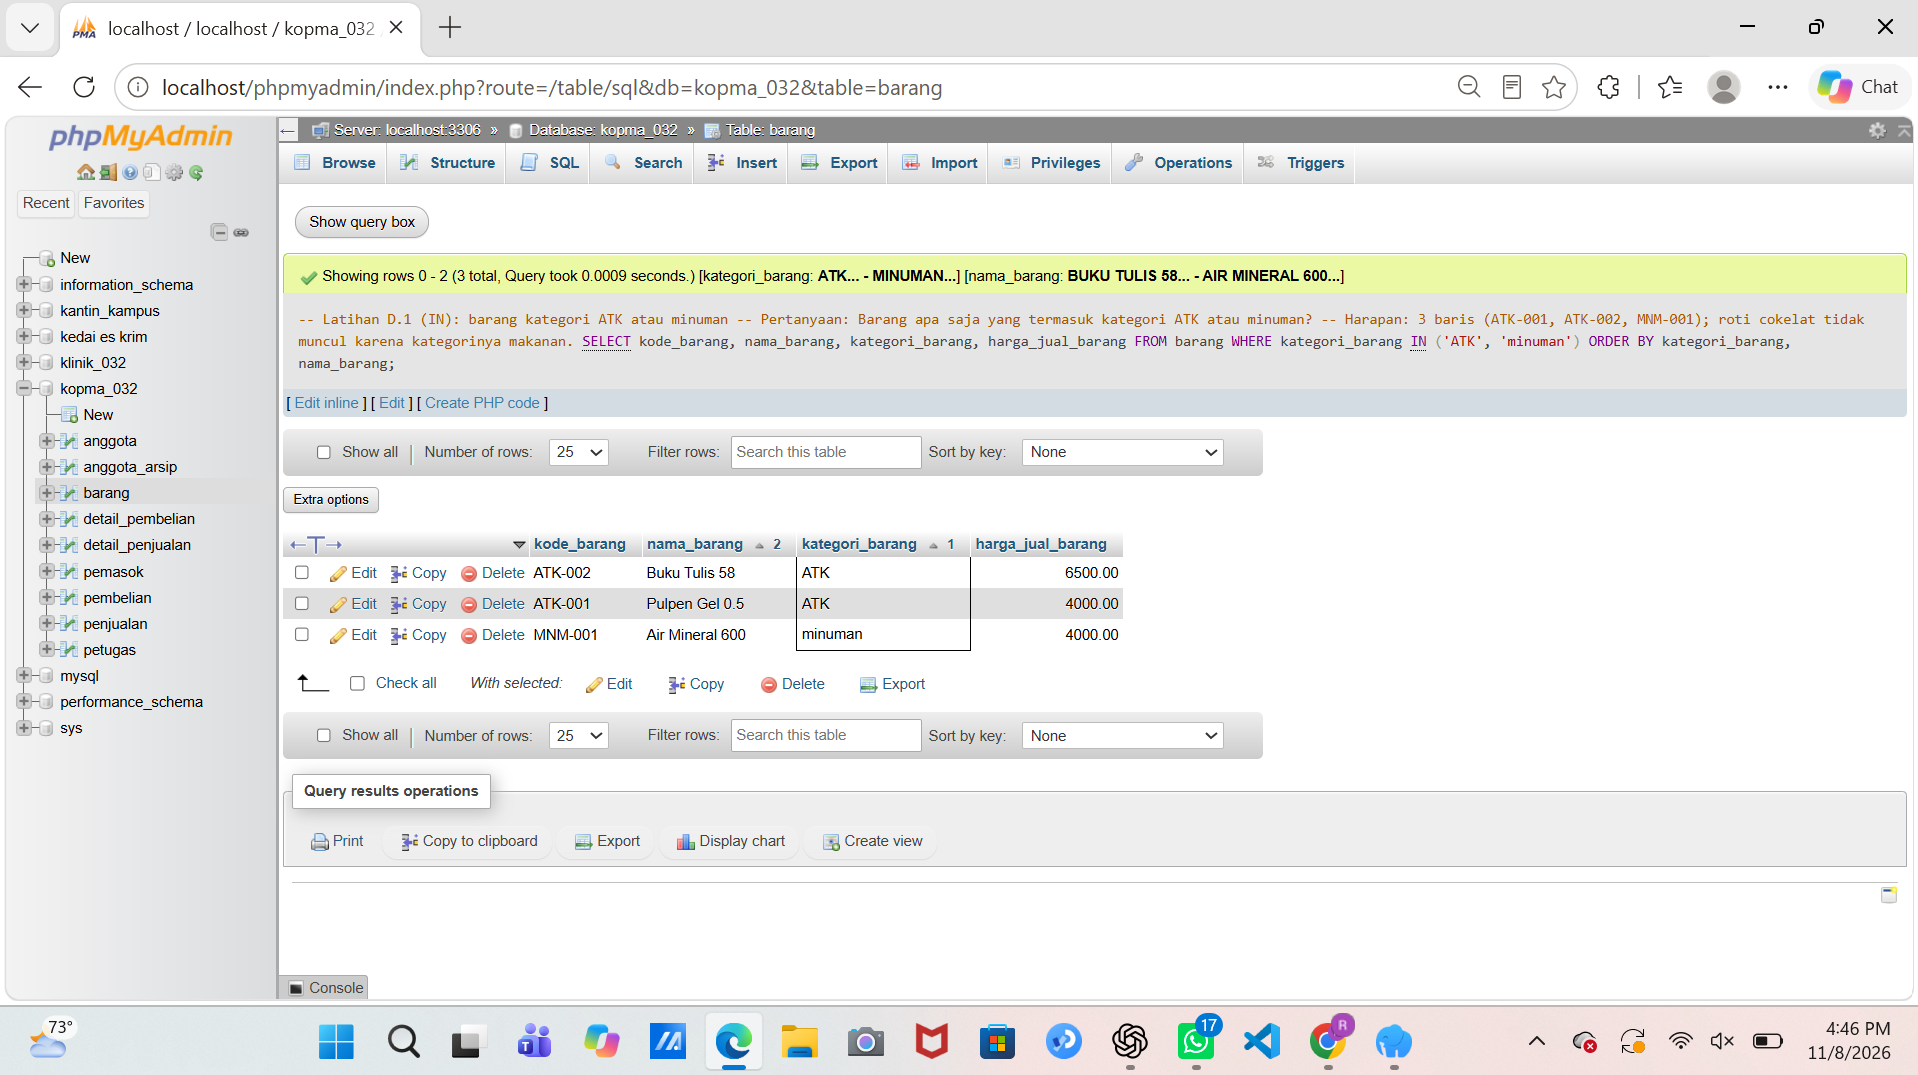 localhost / localhost / kopma_032
localhost/phpmyadmin/index.php?route=/table/sql&db=kopma_032&table=barang
Chat
phpMyAdmin
Recent Favorites
New
information_schema
kantin_kampus
kedai es krim
klinik_032
kopma_032
New
anggota
anggota_arsip
barang
detail_pembelian
detail_penjualan
pemasok
pembelian
penjualan
petugas
mysql
performance_schema
sys
Server: localhost:3306 » Database: kopma_032 » Table: barang
Browse Structure SQL Search Insert Export Import Privileges Operations Triggers
Show query box
Showing rows 0 - 2 (3 total, Query took 0.0009 seconds.) [kategori_barang: ATK... - MINUMAN...] [nama_barang: BUKU TULIS 58... - AIR MINERAL 600...]
-- Latihan D.1 (IN): barang kategori ATK atau minuman -- Pertanyaan: Barang apa saja yang termasuk kategori ATK atau minuman? -- Harapan: 3 baris (ATK-001, ATK-002, MNM-001); roti cokelat tidak
muncul karena kategorinya makanan. SELECT kode_barang, nama_barang, kategori_barang, harga_jual_barang FROM barang WHERE kategori_barang IN ('ATK', 'minuman') ORDER BY kategori_barang,
nama_barang;
[ Edit inline ] [ Edit ] [ Create PHP code ]
Show all Number of rows: 25 Filter rows: Search this table Sort by key: None
Extra options
kode_barang nama_barang 2 kategori_barang 1 harga_jual_barang
Edit Copy Delete ATK-002 Buku Tulis 58 ATK 6500.00
Edit Copy Delete ATK-001 Pulpen Gel 0.5 ATK 4000.00
Edit Copy Delete MNM-001 Air Mineral 600 minuman 4000.00
Check all With selected: Edit Copy Delete Export
Show all Number of rows: 25 Filter rows: Search this table Sort by key: None
Query results operations
Print Copy to clipboard Export Display chart Create view
Console
73°
17
R
4:46 PM
11/8/2026